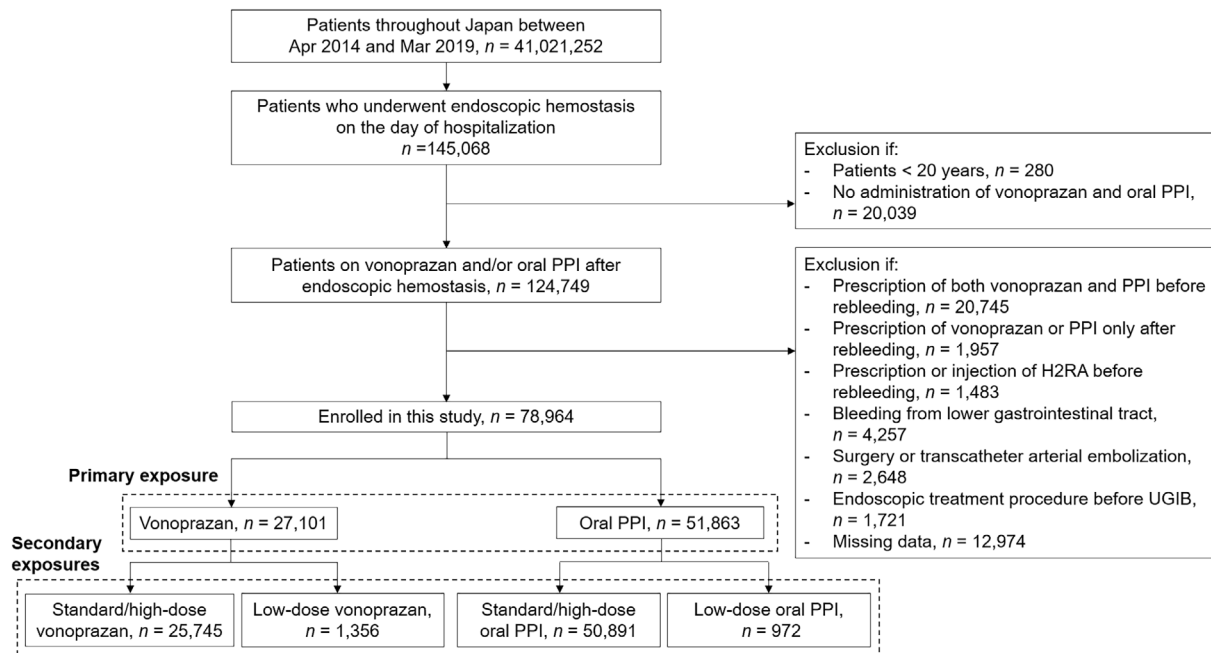 Patients throughout Japan between
Apr 2014 and Mar 2019, n = 41,021,252
Patients who underwent endoscopic hemostasis
on the day of hospitalization
n =145,068
Exclusion if:
- Patients < 20 years, n = 280
- No administration of vonoprazan and oral PPI,
n = 20,039
Patients on vonoprazan and/or oral PPI after
endoscopic hemostasis, n = 124,749
Exclusion if:
- Prescription of both vonoprazan and PPI before
rebleeding, n = 20,745
- Prescription of vonoprazan or PPI only after
rebleeding, n = 1,957
- Prescription or injection of H2RA before
rebleeding, n = 1,483
- Bleeding from lower gastrointestinal tract,
n = 4,257
- Surgery or transcatheter arterial embolization,
n = 2,648
- Endoscopic treatment procedure before UGIB,
n = 1,721
- Missing data, n = 12,974
Enrolled in this study, n = 78,964
Primary exposure
Vonoprazan, n = 27,101
Oral PPI, n = 51,863
Secondary
exposures
Standard/high-dose
vonoprazan, n = 25,745
Low-dose vonoprazan,
n = 1,356
Standard/high-dose
oral PPI, n = 50,891
Low-dose oral PPI,
n = 972